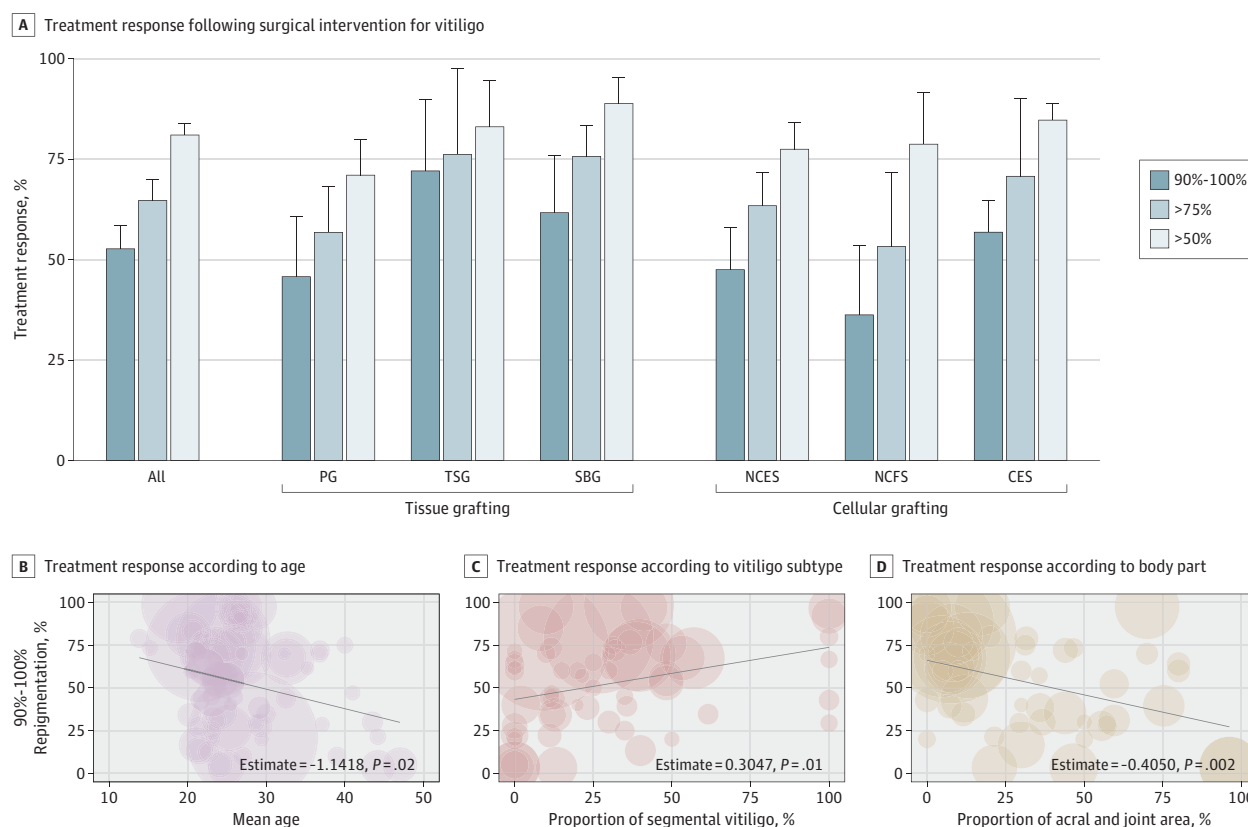 A Treatment response following surgical intervention for vitiligo
100
75
50
25
0
Treatment response, %
90%-100%
>75%
>50%
All PG TSG SBG NCES NCFS CES
Tissue grafting Cellular grafting
B Treatment response according to age
100
75
50
25
0
90%-100%
Repigmentation, %
Estimate = -1.1418, P = .02
10 20 30 40 50
Mean age
C Treatment response according to vitiligo subtype
100
75
50
25
0
Estimate = 0.3047, P = .01
0 25 50 75 100
Proportion of segmental vitiligo, %
D Treatment response according to body part
100
75
50
25
0
Estimate = -0.4050, P = .002
0 25 50 75 100
Proportion of acral and joint area, %